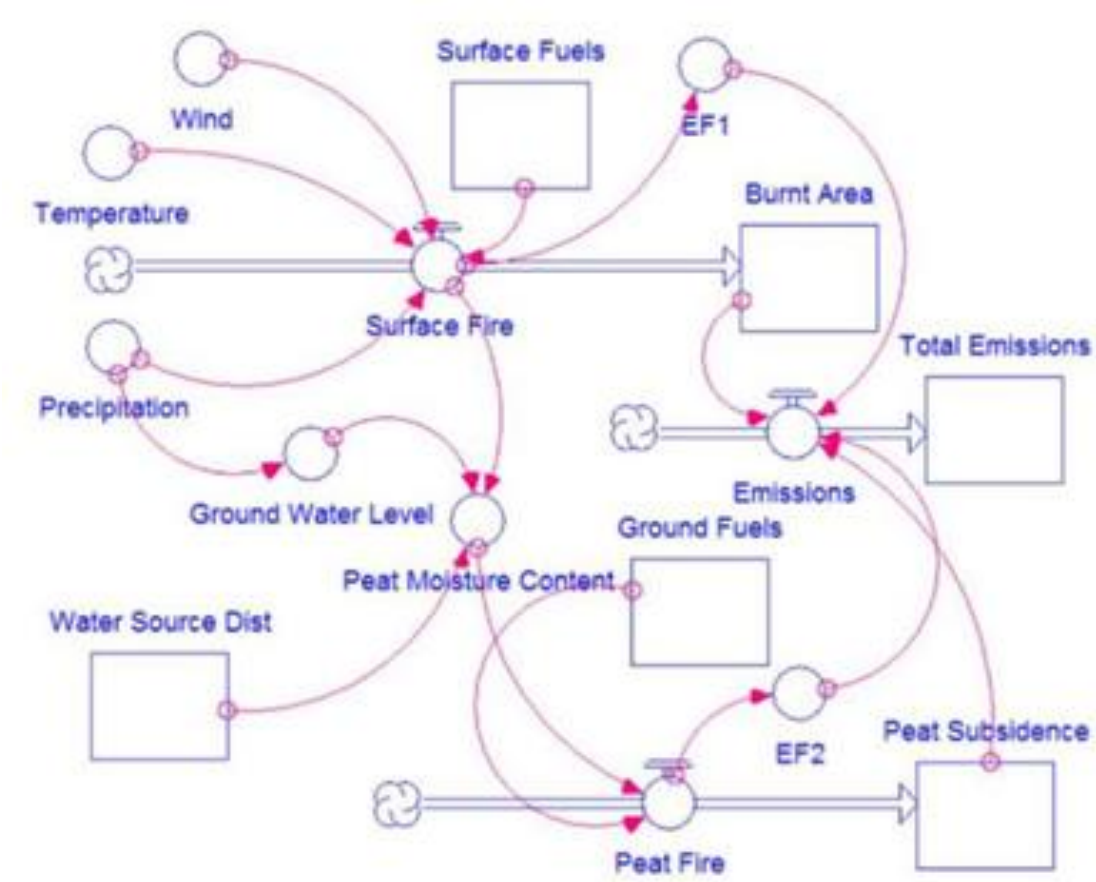 Surface Fuels
Wind
EF1
Temperature
Burnt Area
Surface Fire
Total Emissions
Precipitation
Emissions
Ground Water Level
Ground Fuels
Peat Moisture Content
Water Source Dist
Peat Subsidence
EF2
Peat Fire